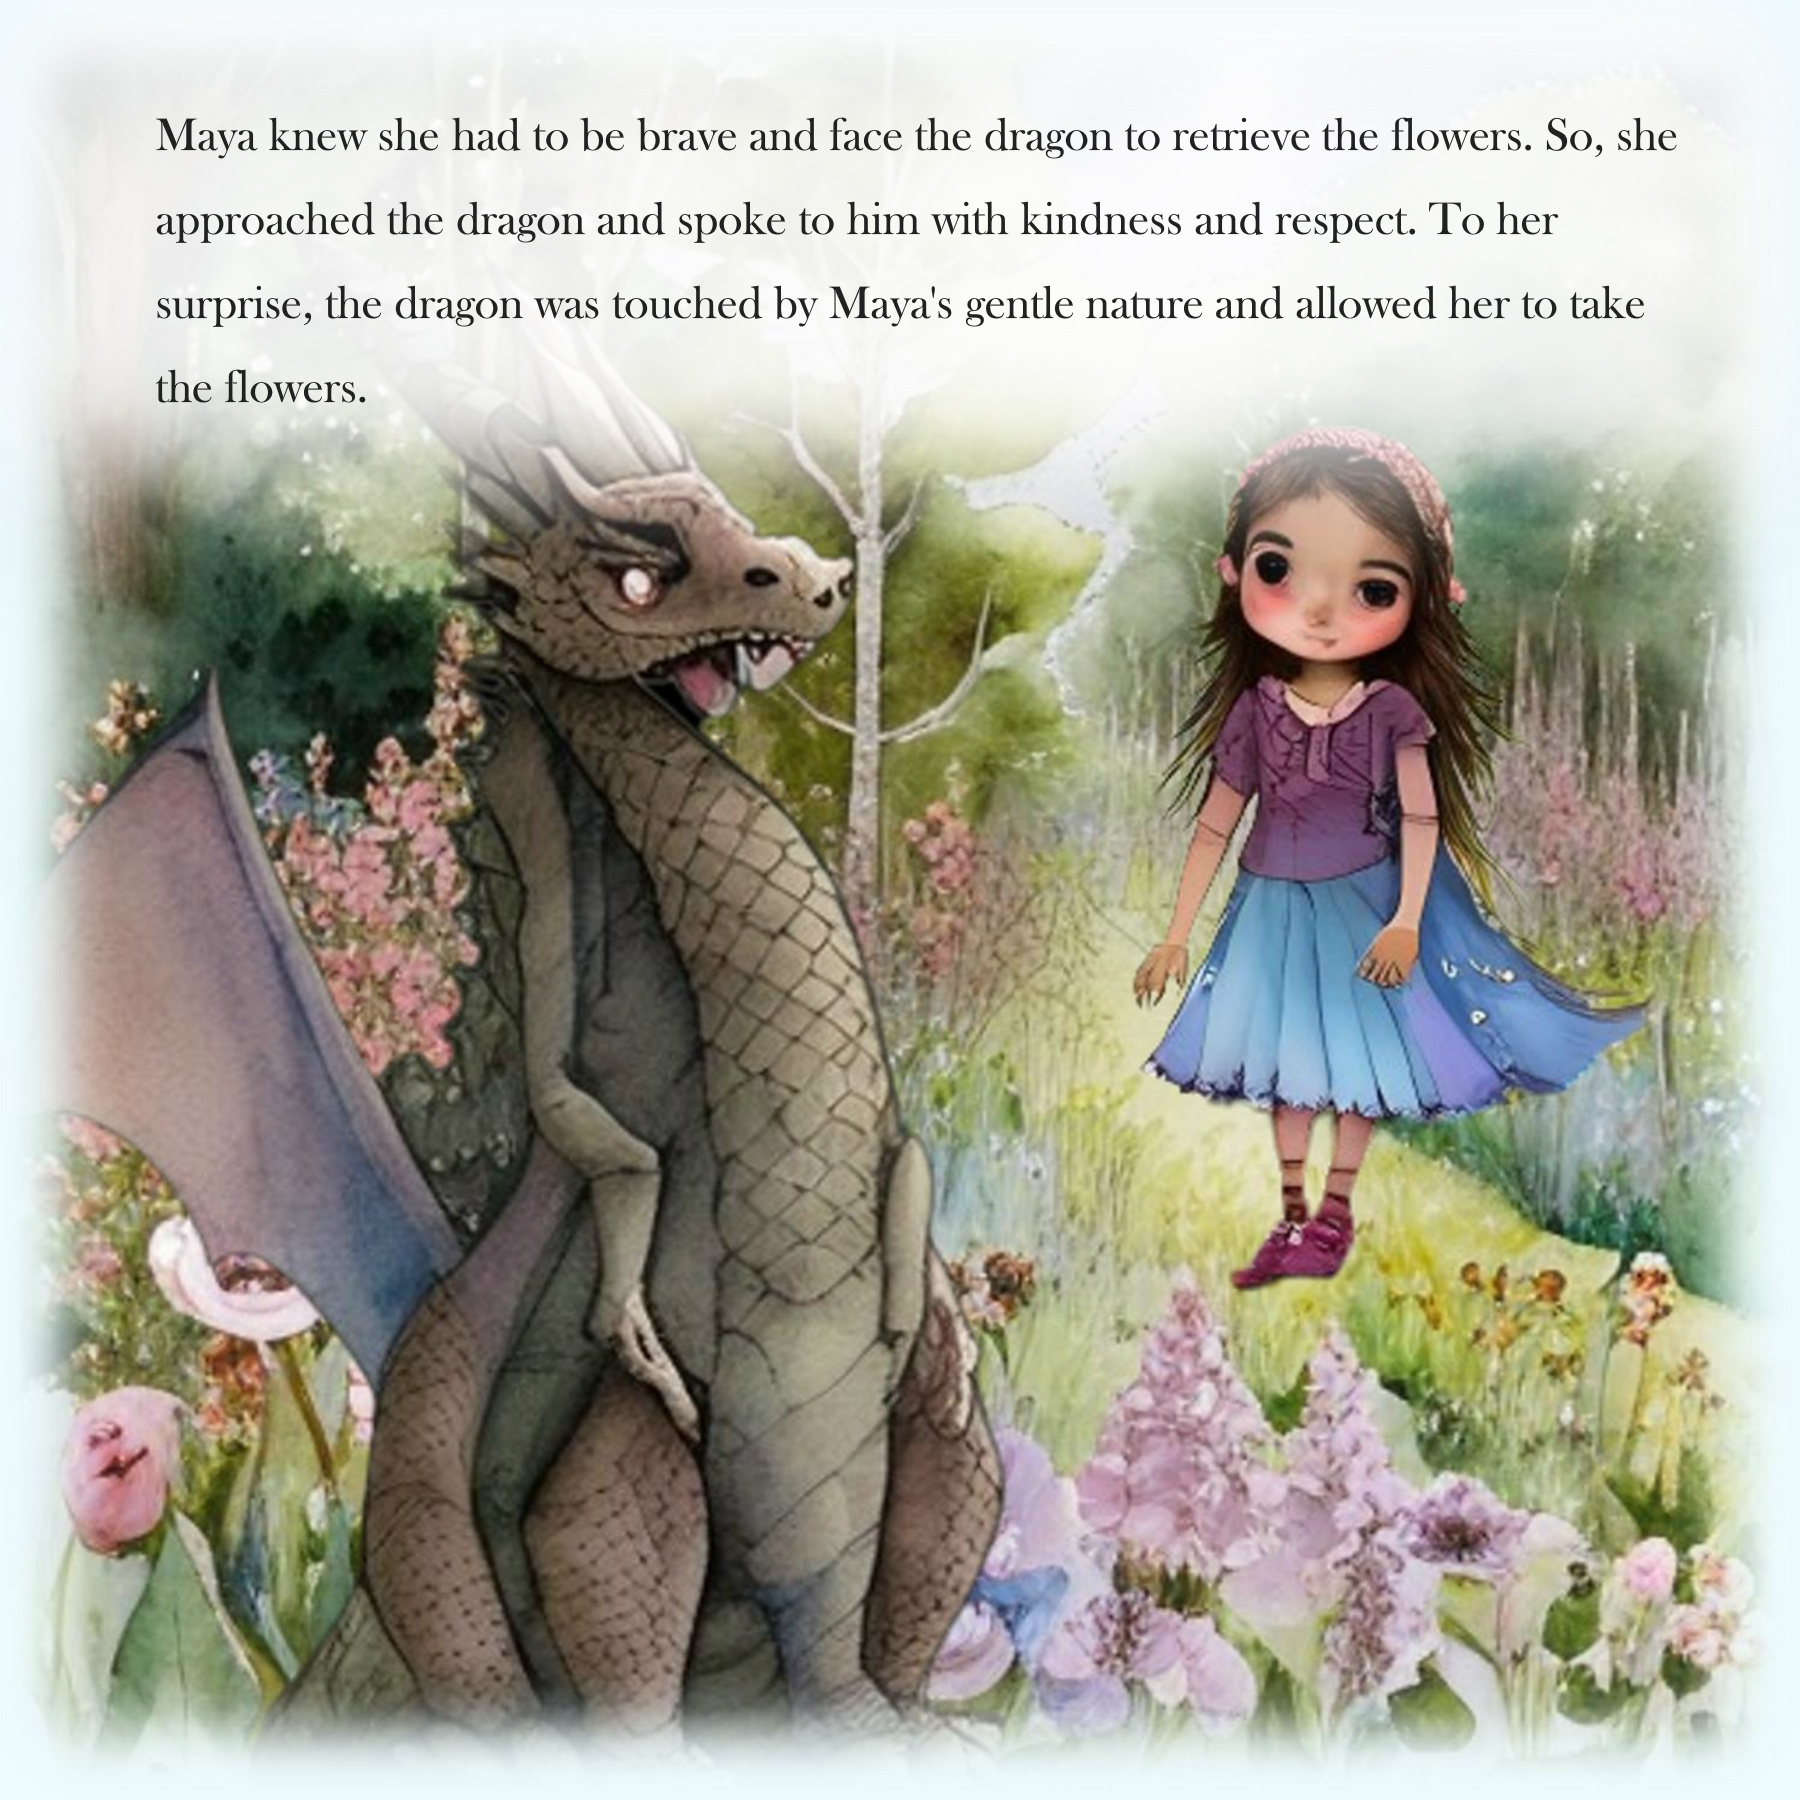 Maya knew she had to be brave and face the dragon to retrieve the flowers. So, she
approached the dragon and spoke to him with kindness and respect. To her
surprise, the dragon was touched by Maya's gentle nature and allowed her to take
the flowers.